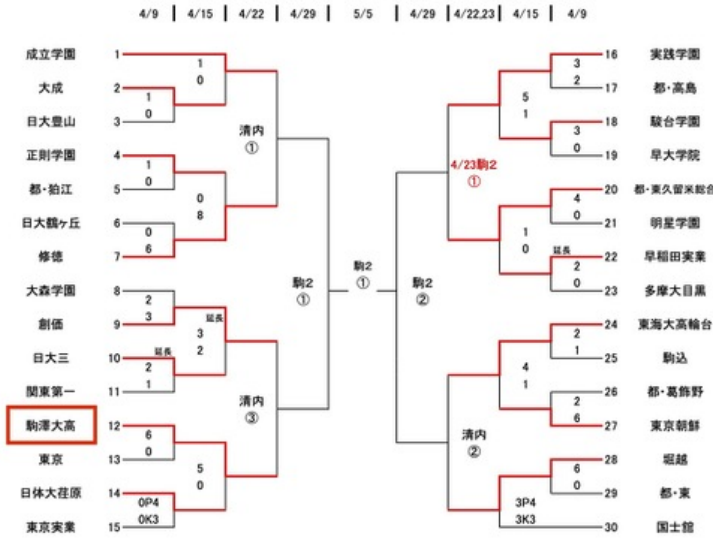 4/9 4/15 4/22 4/29 5/5 4/29 4/22,23 4/15 4/9
成立学園 1
大成 2
日大豊山 3
正則学園 4
都・狛江 5
日大鶴ヶ丘 6
修徳 7
大森学園 8
創価 9
日大三 10
関東第一 11
駒澤大高 12
東京 13
日体大荏原 14
東京実業 15
1
0
1
0
0
6
2
3
延長
2
1
6
0
0P4
0K3
1
0
0
8
延長
3
2
5
0
清内
①
清内
③
駒2
①
駒2
①
駒2
②
4/23駒2
①
清内
②
5
1
1
0
4
1
3P4
3K3
3
2
3
0
4
0
延長
2
0
2
1
2
6
6
0
16 実践学園
17 都・高島
18 駿台学園
19 早大学院
20 都・東久留米総合
21 明星学園
22 早稲田実業
23 多摩大目黒
24 東海大高輪台
25 駒込
26 都・葛飾野
27 東京朝鮮
28 堀越
29 都・東
30 国士館